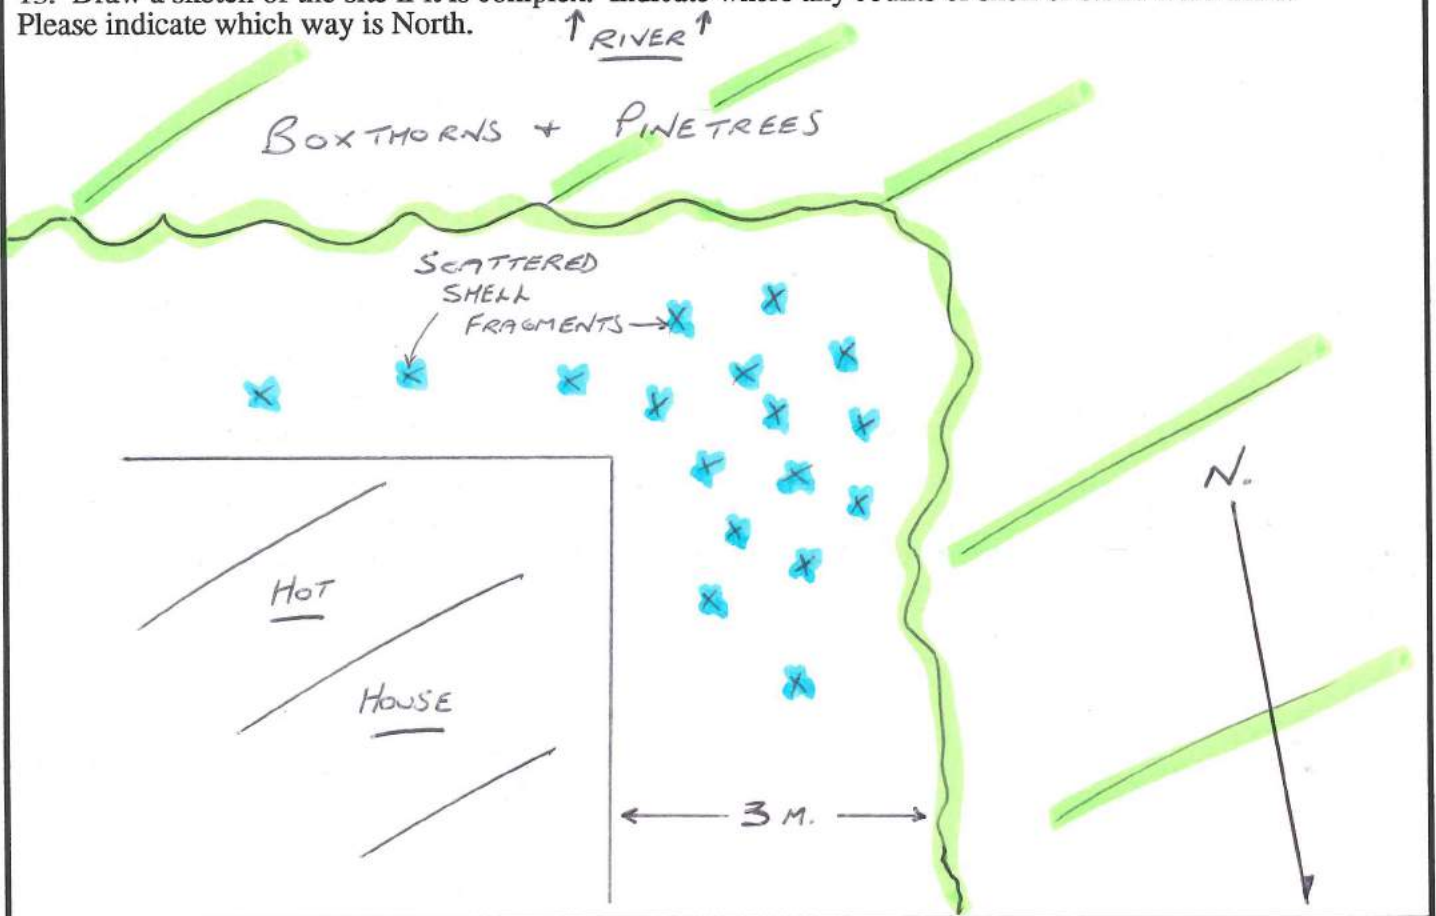 Please indicate which way is North.
↑ RIVER ↑
BOXTHORNS + PINETREES
SCATTERED
SHELL
FRAGMENTS
N.
HOT
HOUSE
3 M.